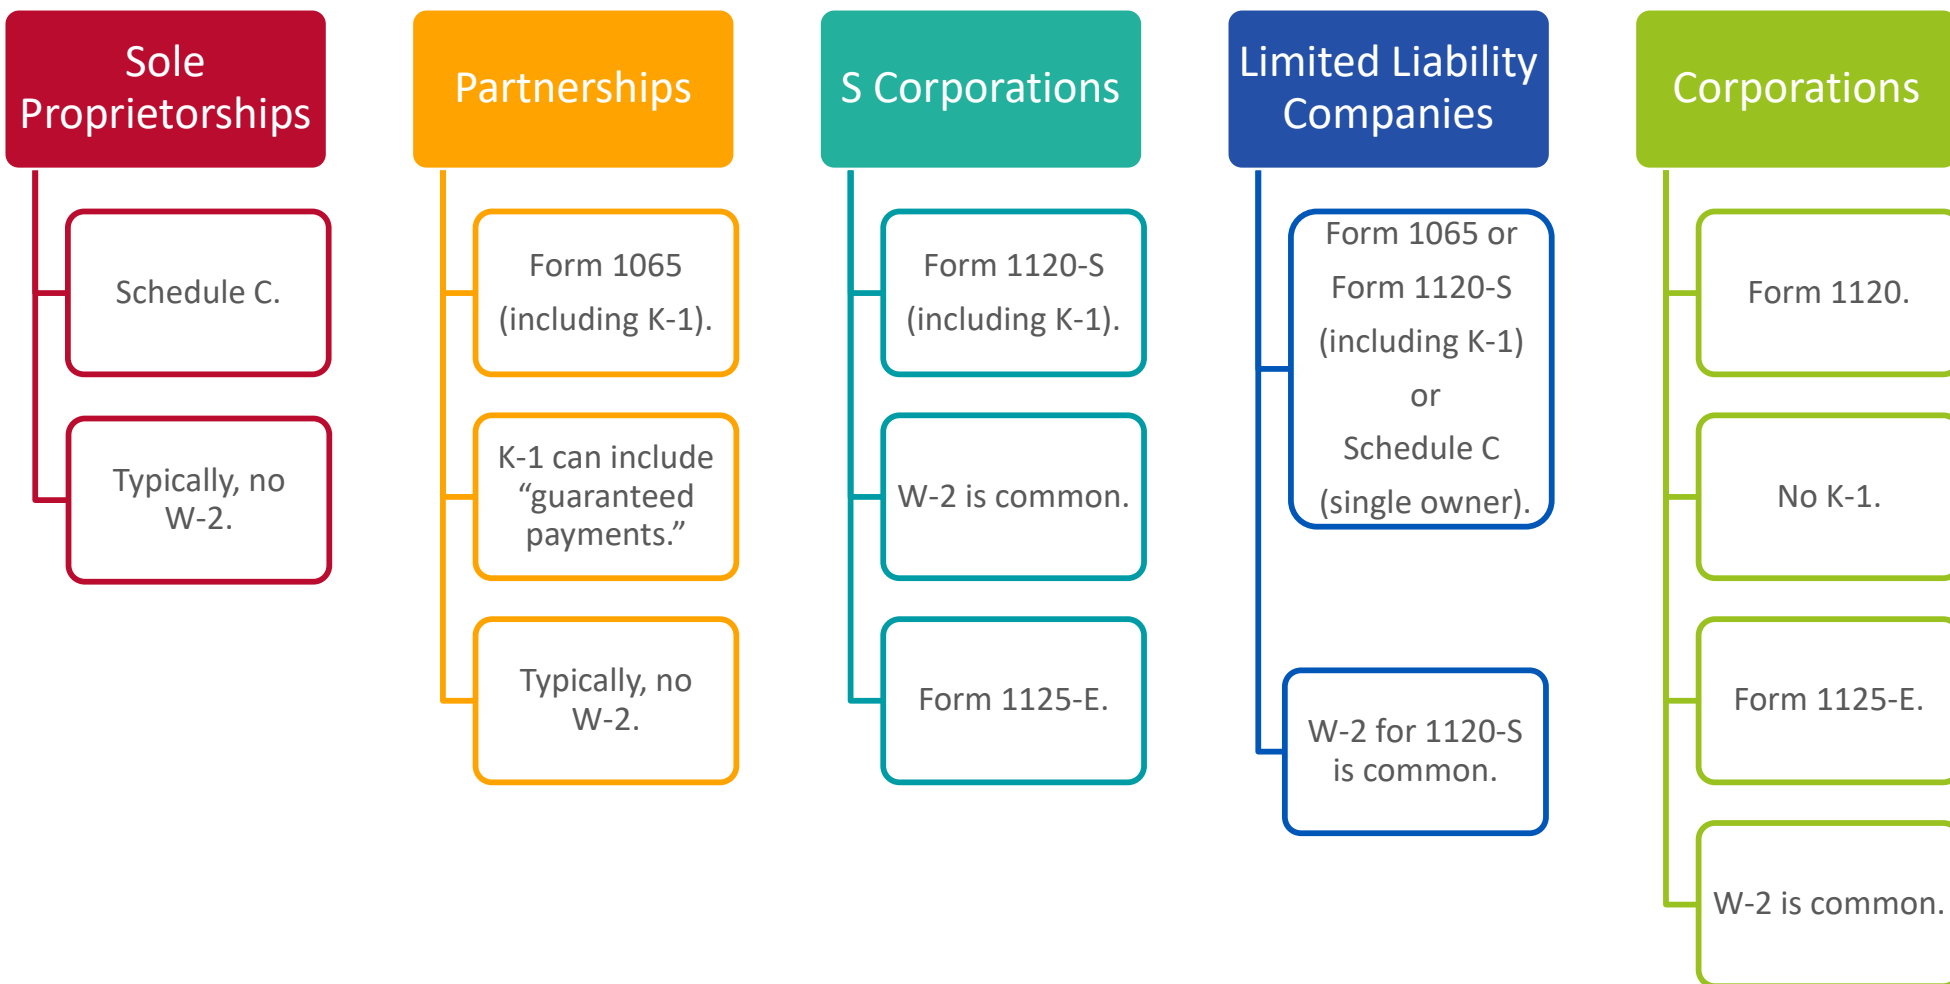 Sole
Proprietorships
Schedule C.
Typically, no
W-2.
Partnerships
Form 1065
(including K-1).
K-1 can include
“guaranteed
payments.”
Typically, no
W-2.
S Corporations
Form 1120-S
(including K-1).
W-2 is common.
Form 1125-E.
Limited Liability
Companies
Form 1065 or
Form 1120-S
(including K-1)
or
Schedule C
(single owner).
W-2 for 1120-S
is common.
Corporations
Form 1120.
No K-1.
Form 1125-E.
W-2 is common.